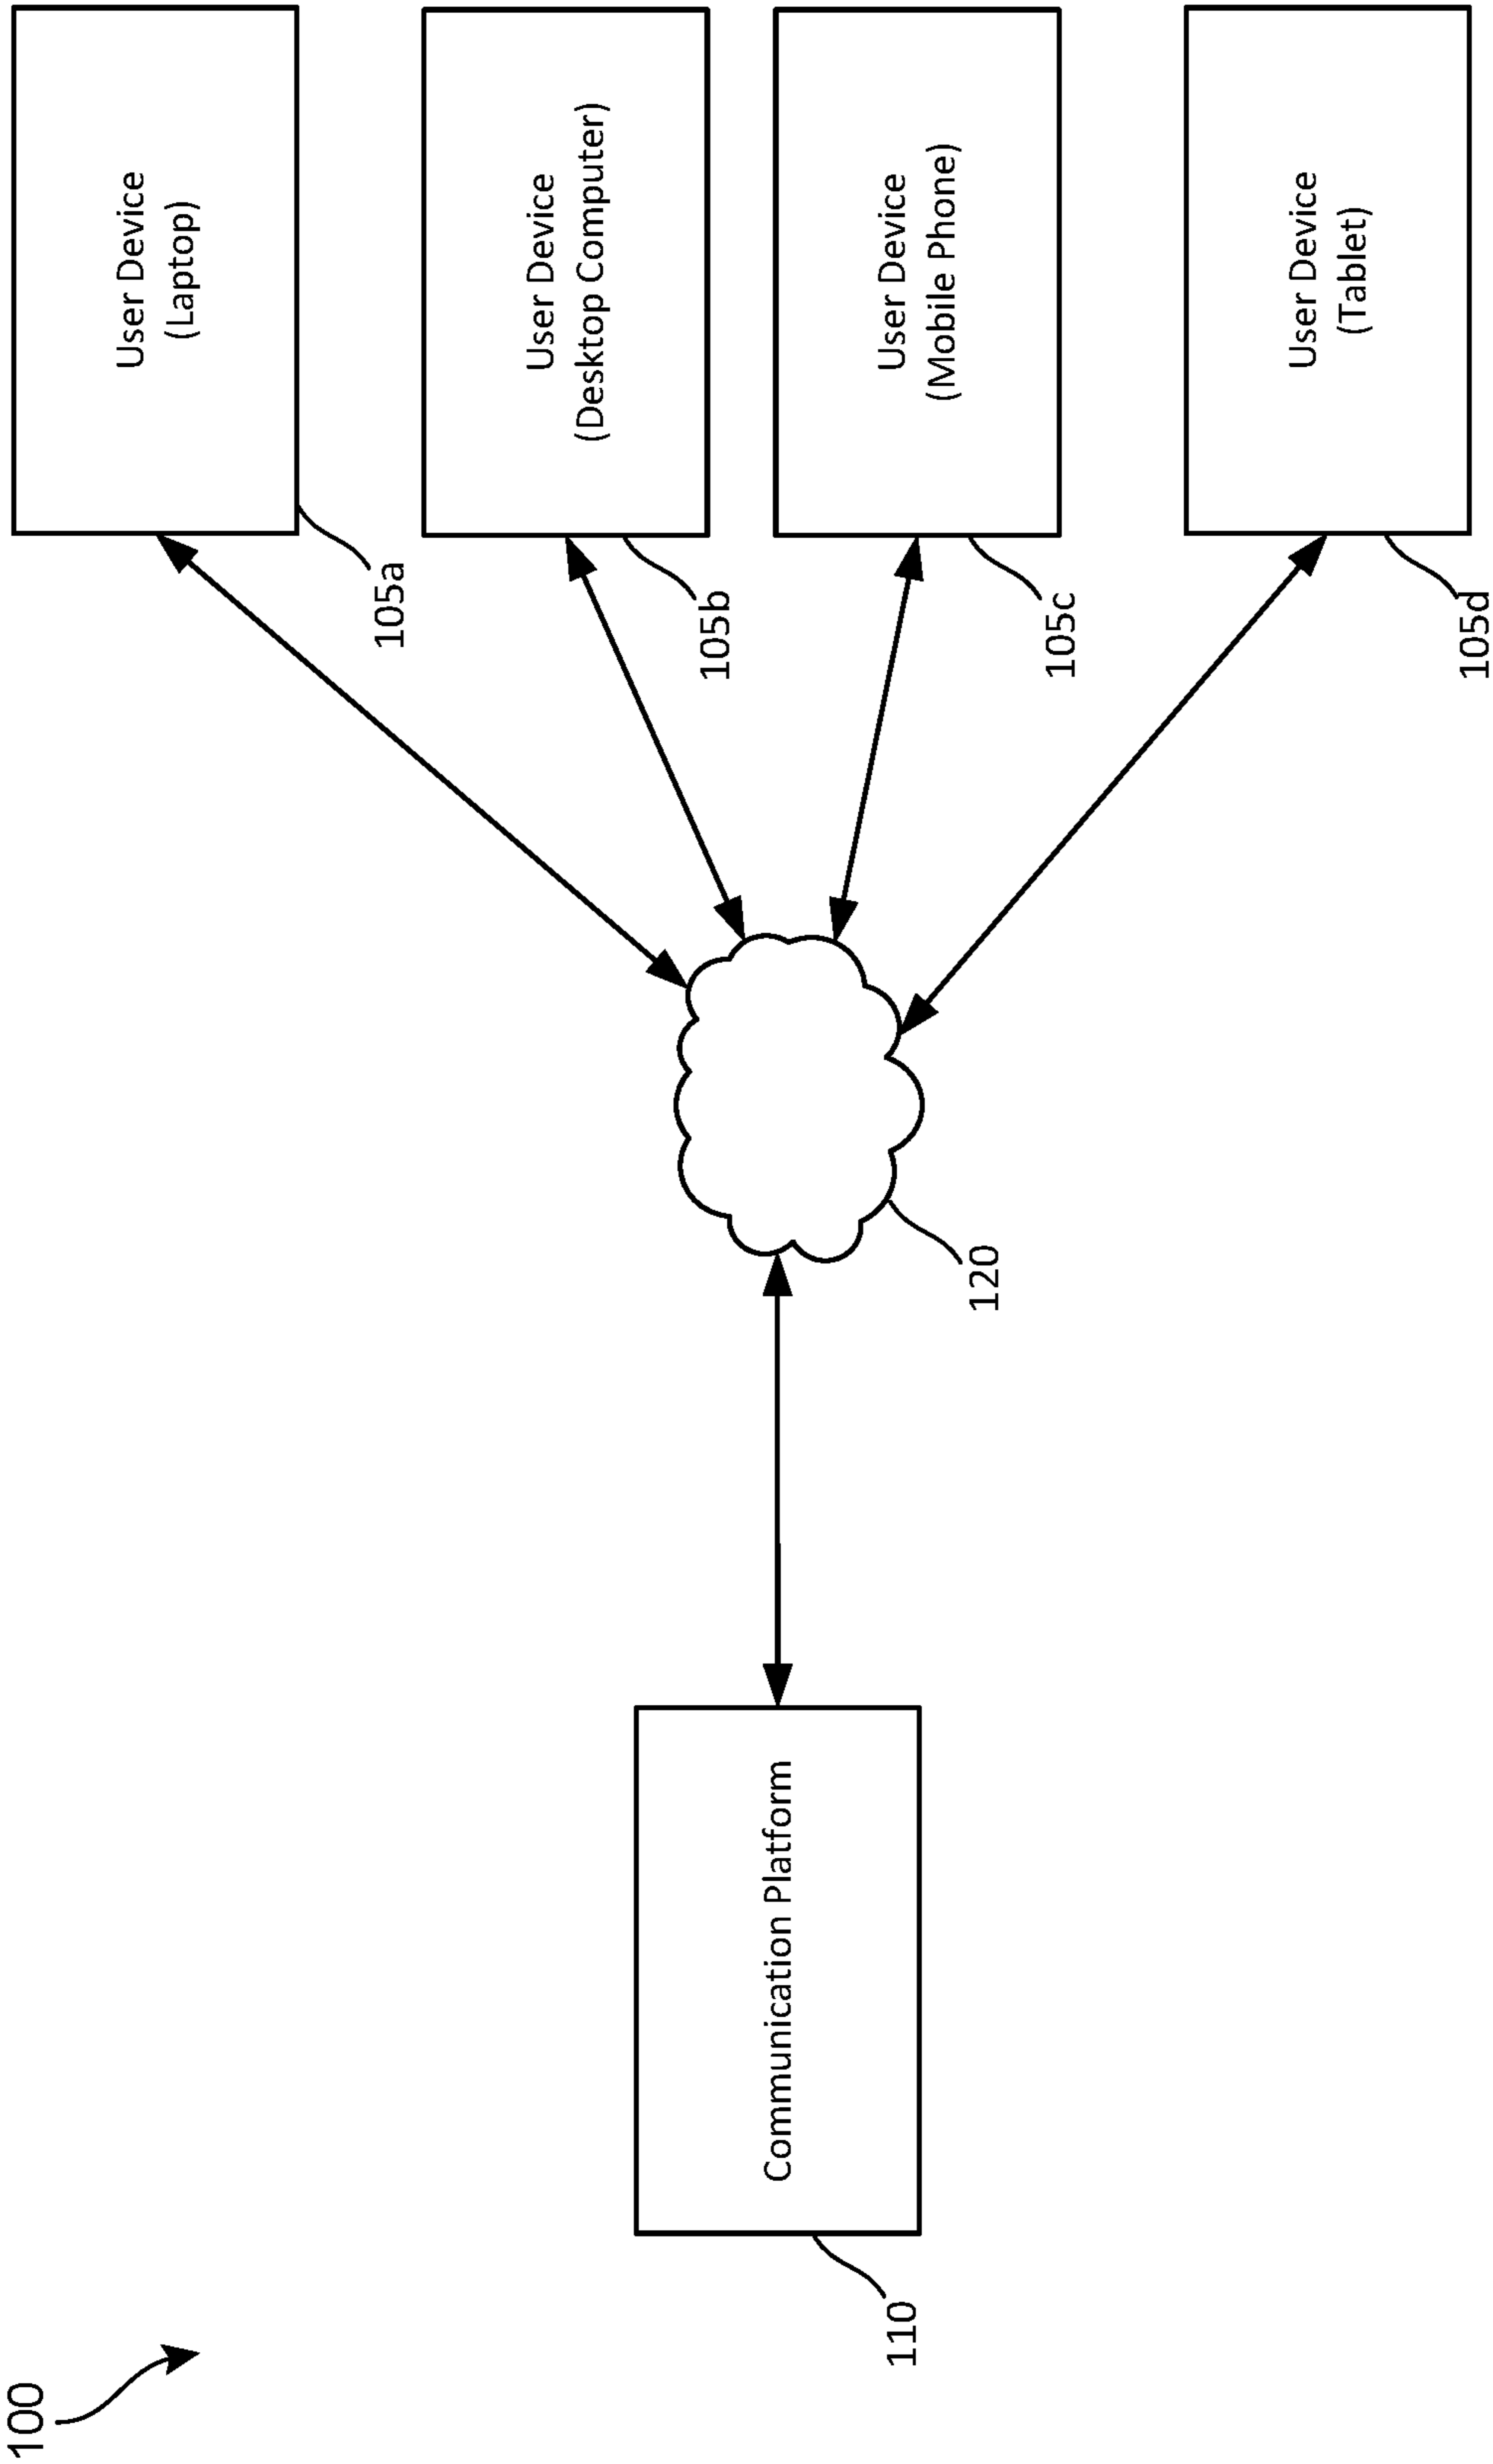 100
110
Communication Platform
120
105a
User Device
(Laptop)
105b
User Device
(Desktop Computer)
105c
User Device
(Mobile Phone)
105d
User Device
(Tablet)